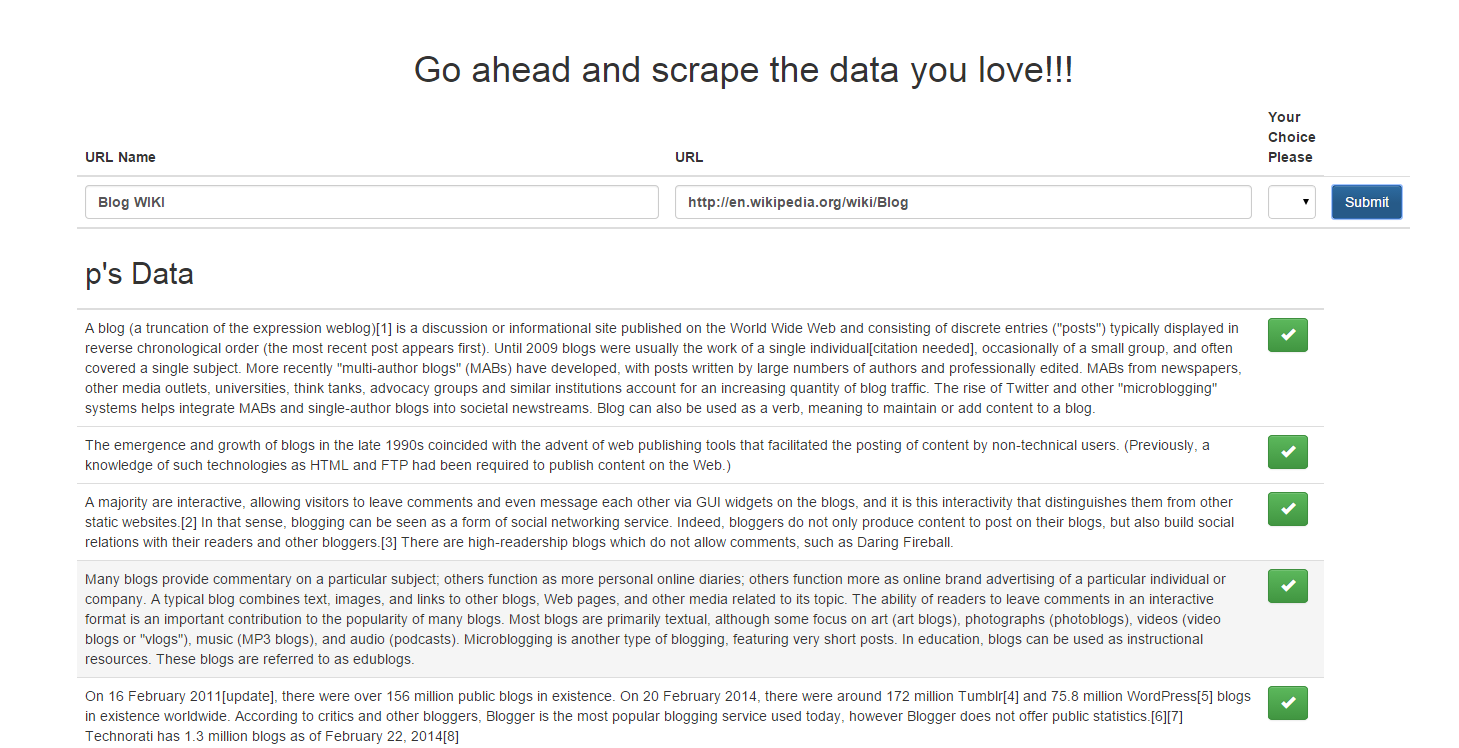 Go ahead and scrape the data you love!!!
Your
Choice
Please
URL Name
URL
Blog WIKI
http://en.wikipedia.org/wiki/Blog
Submit
p's Data
A blog (a truncation of the expression weblog)[1] is a discussion or informational site published on the World Wide Web and consisting of discrete entries ("posts") typically displayed in
reverse chronological order (the most recent post appears first). Until 2009 blogs were usually the work of a single individual[citation needed], occasionally of a small group, and often
covered a single subject. More recently "multi-author blogs" (MABs) have developed, with posts written by large numbers of authors and professionally edited. MABs from newspapers,
other media outlets, universities, think tanks, advocacy groups and similar institutions account for an increasing quantity of blog traffic. The rise of Twitter and other "microblogging"
systems helps integrate MABs and single-author blogs into societal newstreams. Blog can also be used as a verb, meaning to maintain or add content to a blog.
The emergence and growth of blogs in the late 1990s coincided with the advent of web publishing tools that facilitated the posting of content by non-technical users. (Previously, a
knowledge of such technologies as HTML and FTP had been required to publish content on the Web.)
A majority are interactive, allowing visitors to leave comments and even message each other via GUI widgets on the blogs, and it is this interactivity that distinguishes them from other
static websites.[2] In that sense, blogging can be seen as a form of social networking service. Indeed, bloggers do not only produce content to post on their blogs, but also build social
relations with their readers and other bloggers.[3] There are high-readership blogs which do not allow comments, such as Daring Fireball.
Many blogs provide commentary on a particular subject; others function as more personal online diaries; others function more as online brand advertising of a particular individual or
company. A typical blog combines text, images, and links to other blogs, Web pages, and other media related to its topic. The ability of readers to leave comments in an interactive
format is an important contribution to the popularity of many blogs. Most blogs are primarily textual, although some focus on art (art blogs), photographs (photoblogs), videos (video
blogs or "vlogs"), music (MP3 blogs), and audio (podcasts). Microblogging is another type of blogging, featuring very short posts. In education, blogs can be used as instructional
resources. These blogs are referred to as edublogs.
On 16 February 2011[update], there were over 156 million public blogs in existence. On 20 February 2014, there were around 172 million Tumblr[4] and 75.8 million WordPress[5] blogs
in existence worldwide. According to critics and other bloggers, Blogger is the most popular blogging service used today, however Blogger does not offer public statistics.[6][7]
Technorati has 1.3 million blogs as of February 22, 2014[8]